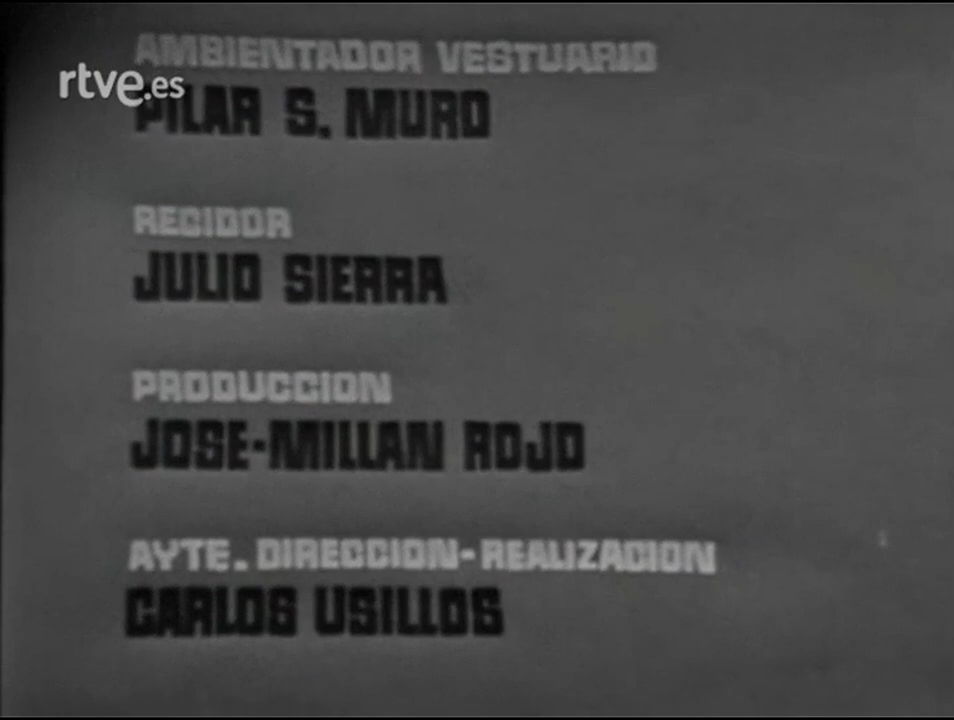 AMBIENTADOR VESTUARIO
rtve.es
PILAR S. MURO
REGIDOR
JULIO SIERRA
PRODUCCION
JOSE-MILLAN ROJO
AYTE. DIRECCION-REALIZACION
CARLOS USILLOS